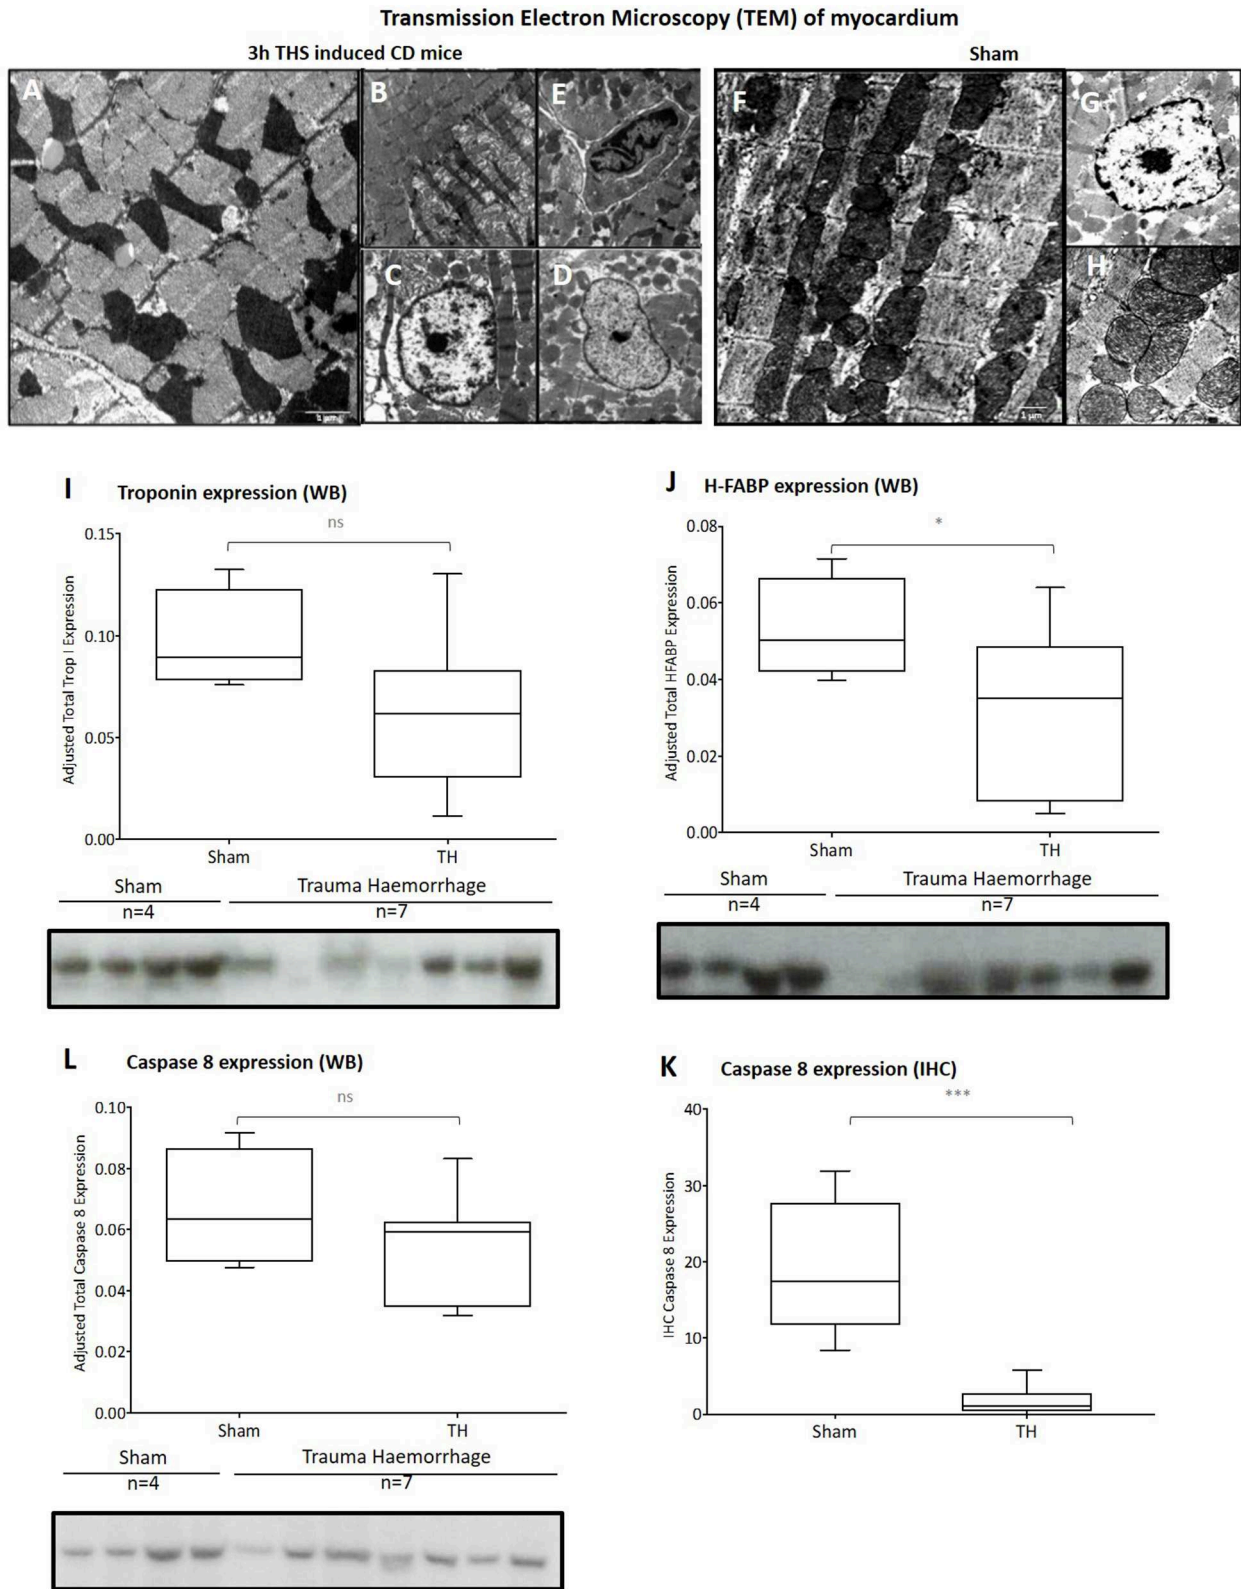 Transmission Electron Microscopy (TEM) of myocardium
3h THS induced CD mice
Sham
A
B
E
C
D
1 µm
F
G
H
1 µm
I Troponin expression (WB)
ns
Adjusted Total Trop I Expression
0.15
0.10
0.05
0.00
Sham TH
Sham Trauma Haemorrhage
n=4 n=7
J H-FABP expression (WB)
*
Adjusted Total HFABP Expression
0.08
0.06
0.04
0.02
0.00
Sham TH
Sham Trauma Haemorrhage
n=4 n=7
L Caspase 8 expression (WB)
ns
Adjusted Total Caspase 8 Expression
0.10
0.08
0.06
0.04
0.02
0.00
Sham TH
Sham Trauma Haemorrhage
n=4 n=7
K Caspase 8 expression (IHC)
***
IHC Caspase 8 Expression
40
30
20
10
0
Sham TH